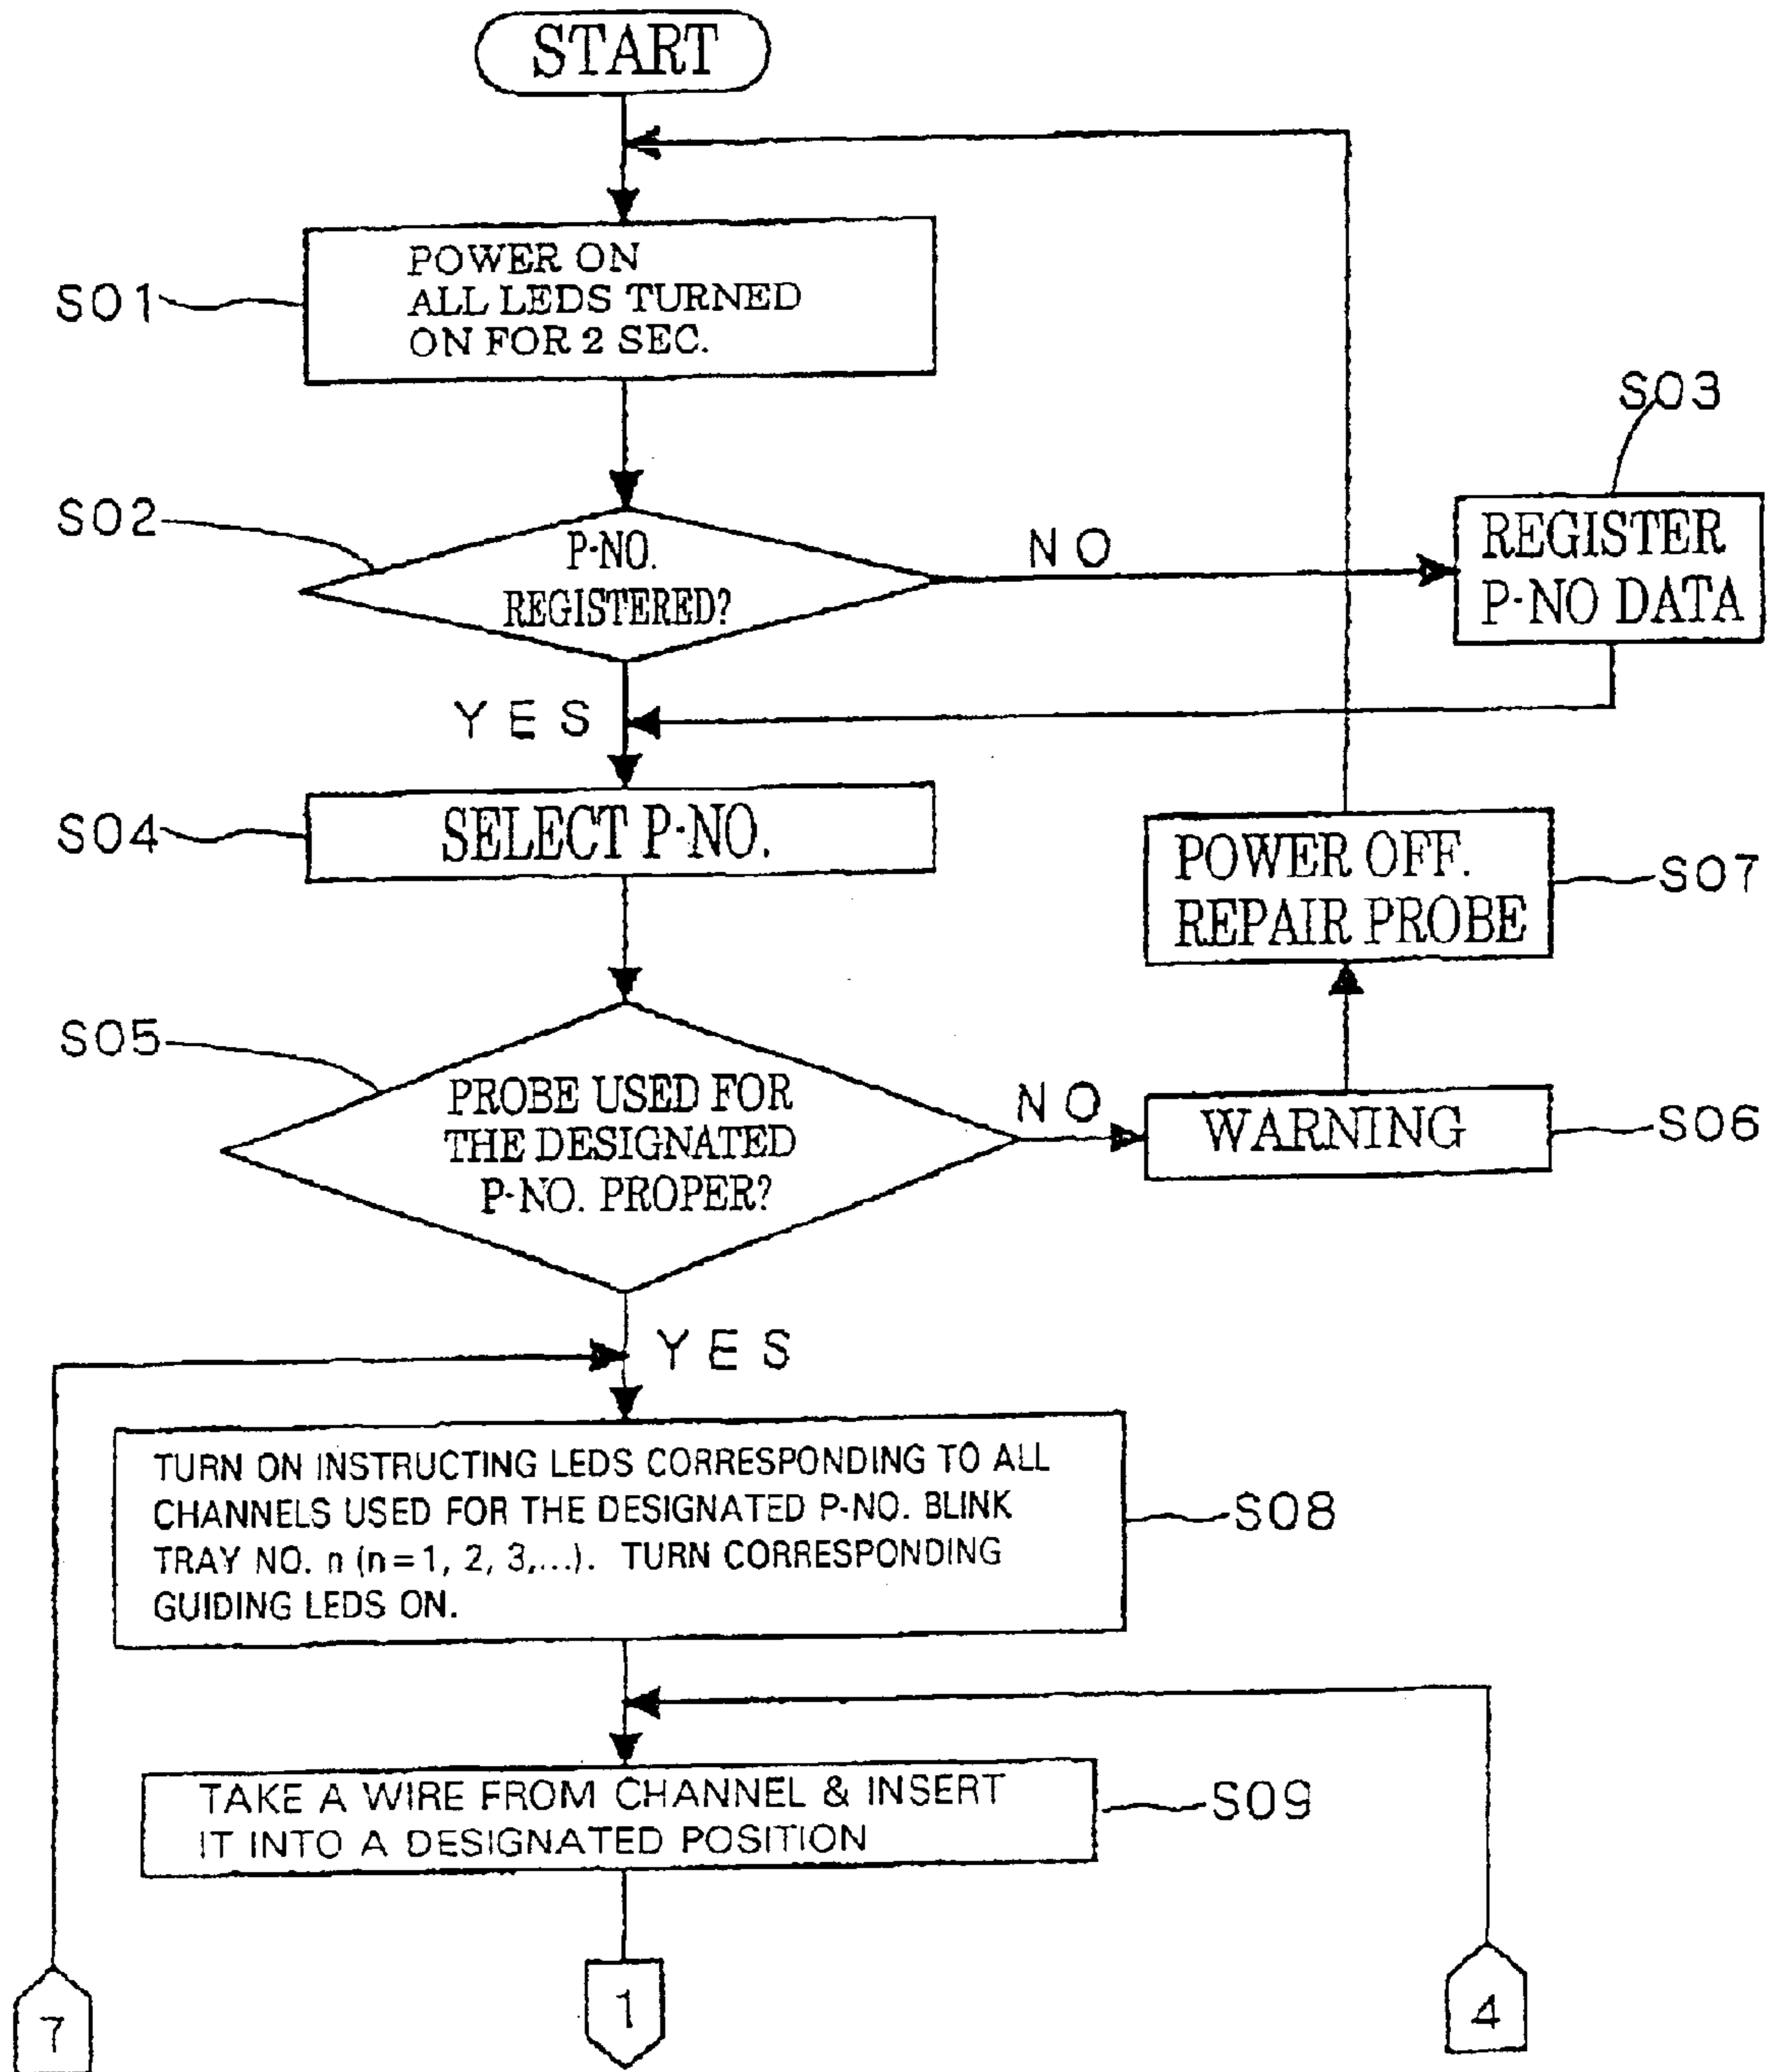 START
S01
POWER ON
ALL LEDS TURNED
ON FOR 2 SEC.
S03
S02
P-NO.
REGISTERED?
NO
REGISTER
P-NO DATA
YES
S04
SELECT P-NO.
POWER OFF.
REPAIR PROBE
S07
S05
PROBE USED FOR
THE DESIGNATED
P-NO. PROPER?
NO
WARNING
S06
YES
TURN ON INSTRUCTING LEDS CORRESPONDING TO ALL
CHANNELS USED FOR THE DESIGNATED P-NO. BLINK
TRAY NO. n (n=1, 2, 3,...). TURN CORRESPONDING
GUIDING LEDS ON.
S08
TAKE A WIRE FROM CHANNEL & INSERT
IT INTO A DESIGNATED POSITION
S09
7
1
4